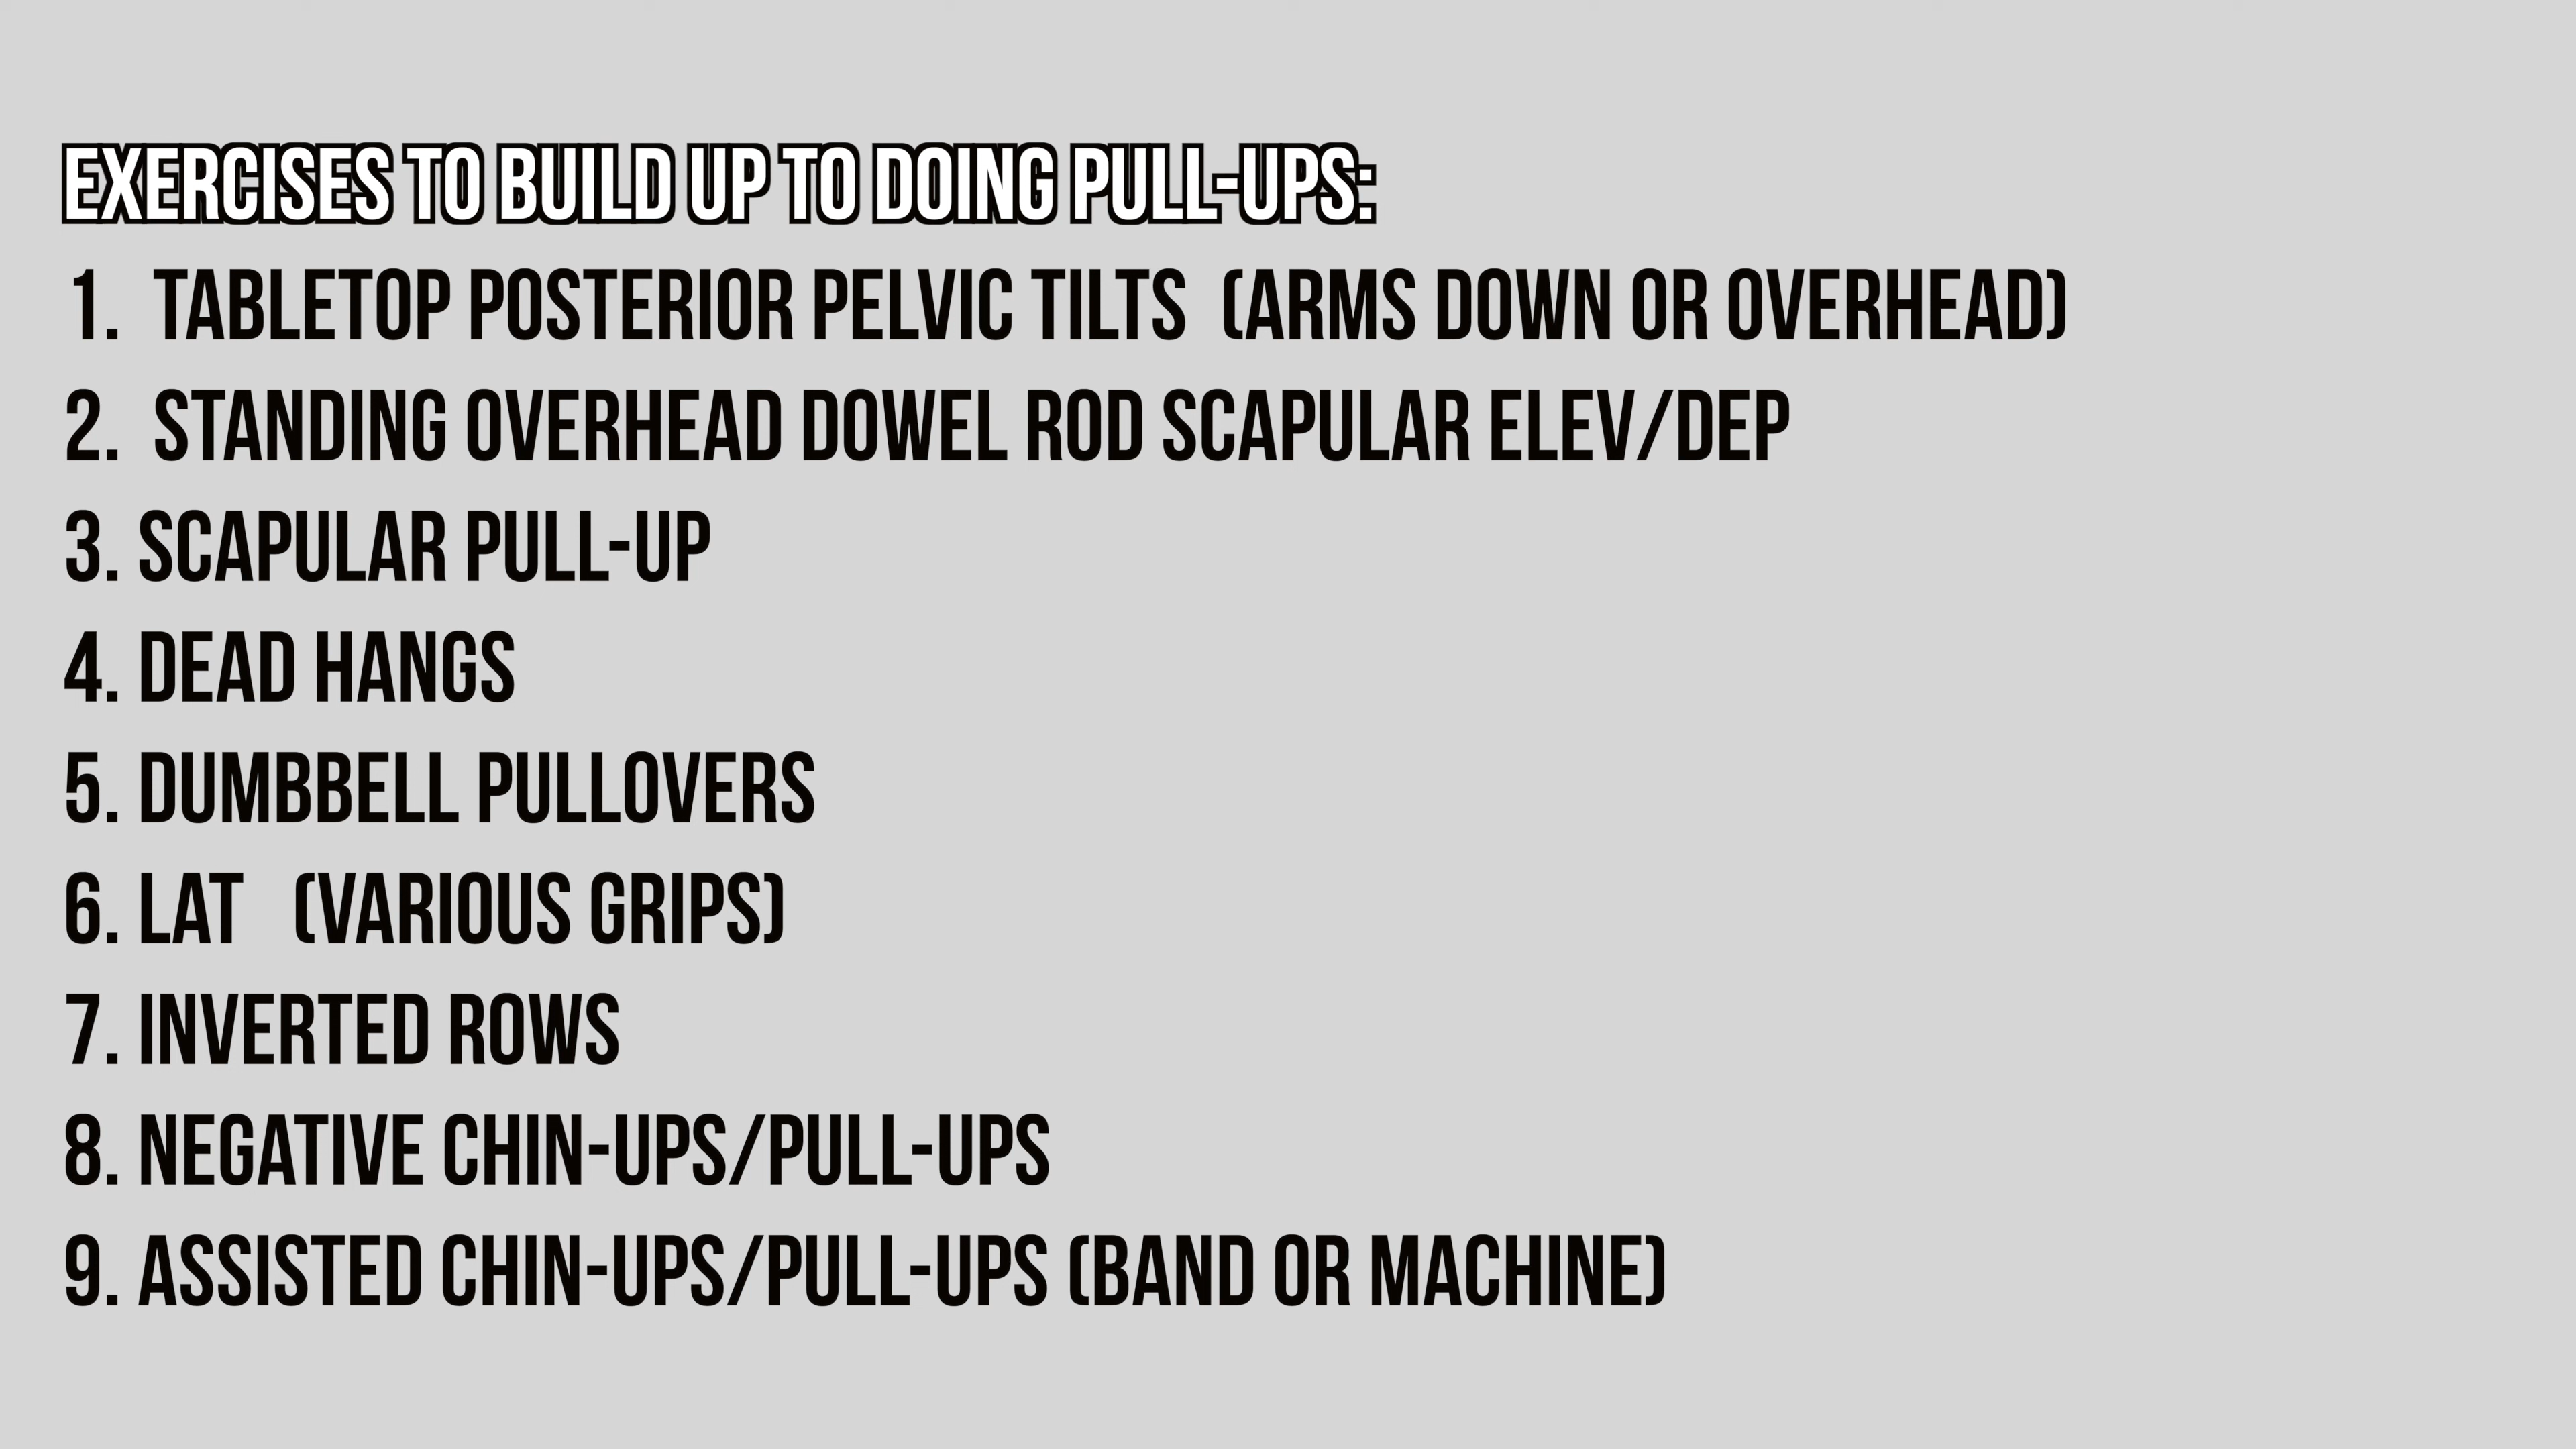 EXERCISES TO BUILD UP TO DOING PULL-UPS:
1. TABLETOP POSTERIOR PELVIC TILTS (ARMS DOWN OR OVERHEAD)
2. STANDING OVERHEAD DOWEL ROD SCAPULAR ELEV/DEP
3. SCAPULAR PULL-UP
4. DEAD HANGS
5. DUMBBELL PULLOVERS
6. LAT (VARIOUS GRIPS)
7. INVERTED ROWS
8. NEGATIVE CHIN-UPS/PULL-UPS
9. ASSISTED CHIN-UPS/PULL-UPS (BAND OR MACHINE)